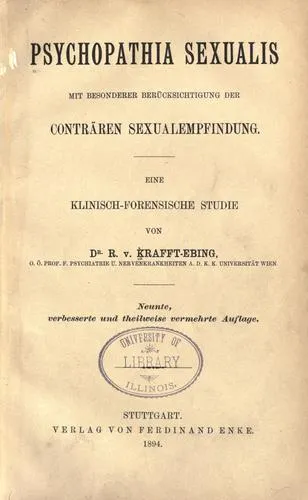 PSYCHOPATHIA SEXUALIS
MIT BESONDERER BERÜCKSICHTIGUNG DER
CONTRÄREN SEXUALEMPFINDUNG.
EINE
KLINISCH-FORENSISCHE STUDIE
VON
DR. R. v. KRAFFT-EBING,
O. Ö. PROF. F. PSYCHIATRIE U. NERVENKRANKHEITEN A. D. K. K. UNIVERSITÄT WIEN.
Neunte,
verbesserte und theilweise vermehrte Auflage.
UNIVERSITY OF
LIBRARY
ILLINOIS.
STUTTGART.
VERLAG VON FERDINAND ENKE.
1894.